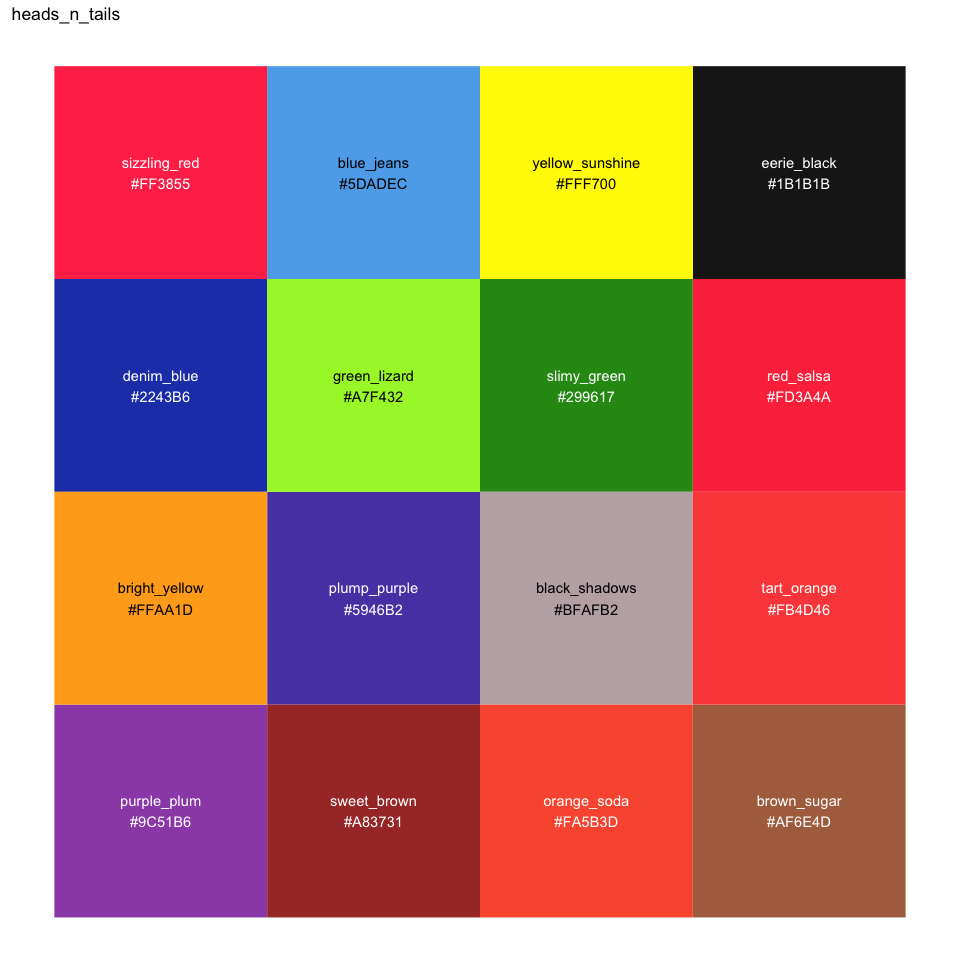 heads_n_tails
sizzling_red
#FF3855
blue_jeans
#5DADEC
yellow_sunshine
#FFF700
eerie_black
#1B1B1B
denim_blue
#2243B6
green_lizard
#A7F432
slimy_green
#299617
red_salsa
#FD3A4A
bright_yellow
#FFAA1D
plump_purple
#5946B2
black_shadows
#BFAFB2
tart_orange
#FB4D46
purple_plum
#9C51B6
sweet_brown
#A83731
orange_soda
#FA5B3D
brown_sugar
#AF6E4D